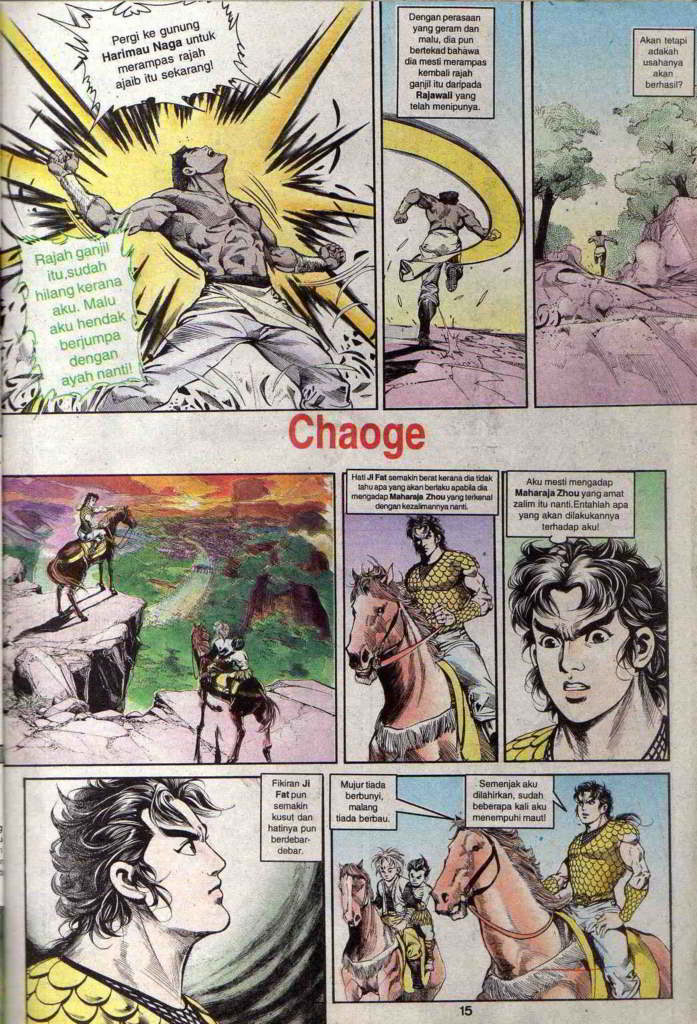 Pergi ke gunung
Harimau Naga untuk
merampas rajah
ajaib itu sekarang!
Rajah ganjil
itu,sudah
hilang kerana
aku. Malu
aku hendak
berjumpa
dengan
ayah nanti!
Dengan perasaan
yang geram dan
malu, dia pun
bertekad bahawa
dia mesti merampas
kembali rajah
ganjil itu daripada
Rajawali yang
telah menipunya.
Akan tetapi
adakah
usahanya
akan
berhasil?
Chaoge
Hati Ji Fat semakin berat kerana dia tidak
tahu apa yang akan berlaku apabila dia
mengadap Maharaja Zhou yang terkenal
dengan kezalimannya nanti.
Aku mesti mengadap
Maharaja Zhou yang amat
zalim itu nanti.Entahlah apa
yang akan dilakukannya
terhadap aku!
Fikiran Ji
Fat pun
semakin
kusut dan
hatinya pun
berdebar-
debar.
Mujur tiada
berbunyi,
malang
tiada berbau.
Semenjak aku
dilahirkan, sudah
beberapa kali aku
menempuhi maut!
15